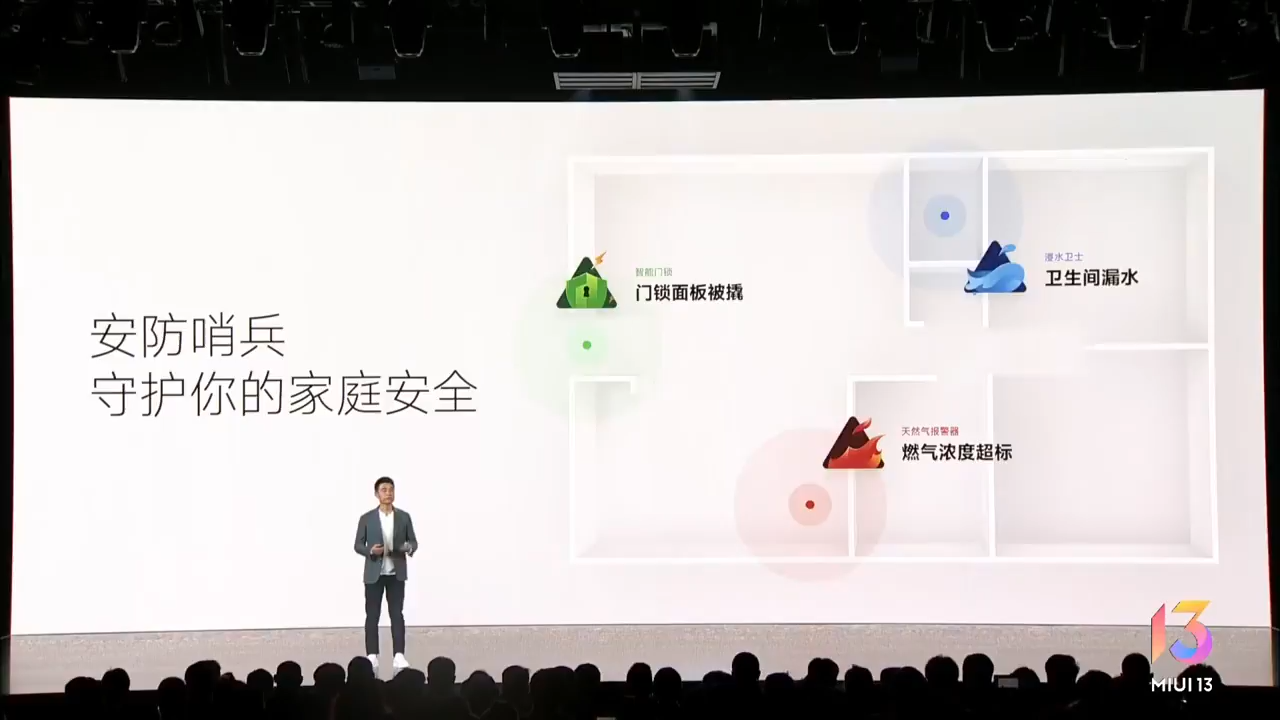 安防哨兵
守护你的家庭安全
智能门锁
门锁面板被撬
浸水卫士
卫生间漏水
天然气报警器
燃气浓度超标
13
MIUI 13